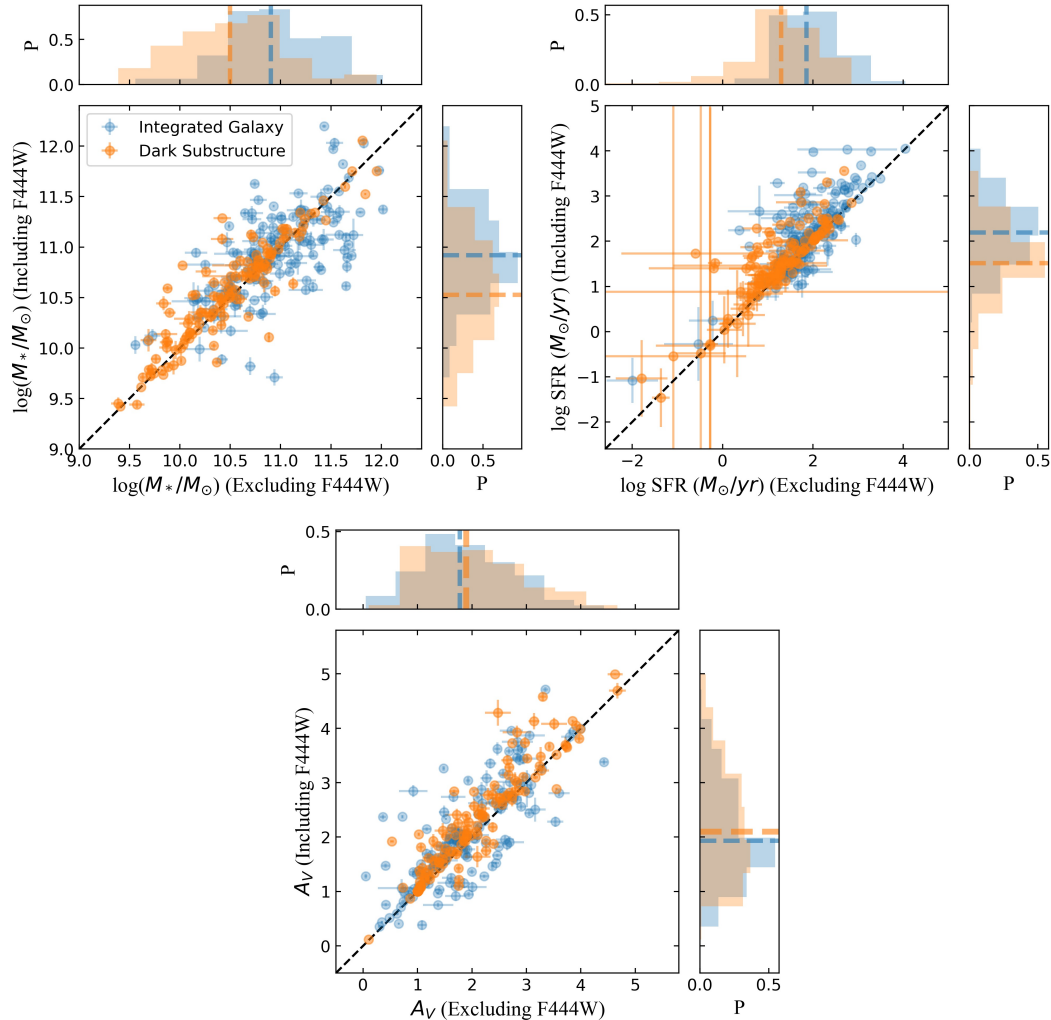 0.5
0.0
P
0.5
0.0
P
12.0
11.5
11.0
10.5
10.0
9.5
9.0
log(M*/M⊙) (Including F444W)
Integrated Galaxy
Dark Substructure
9.0 9.5 10.0 10.5 11.0 11.5 12.0
log(M*/M⊙) (Excluding F444W)
0.0 0.5
P
5
4
3
2
1
0
−1
−2
log SFR (M⊙/yr) (Including F444W)
−2 0 2 4
log SFR (M⊙/yr) (Excluding F444W)
0.0 0.5
P
0.5
0.0
P
5
4
3
2
1
0
AV (Including F444W)
0 1 2 3 4 5
AV (Excluding F444W)
0.0 0.5
P